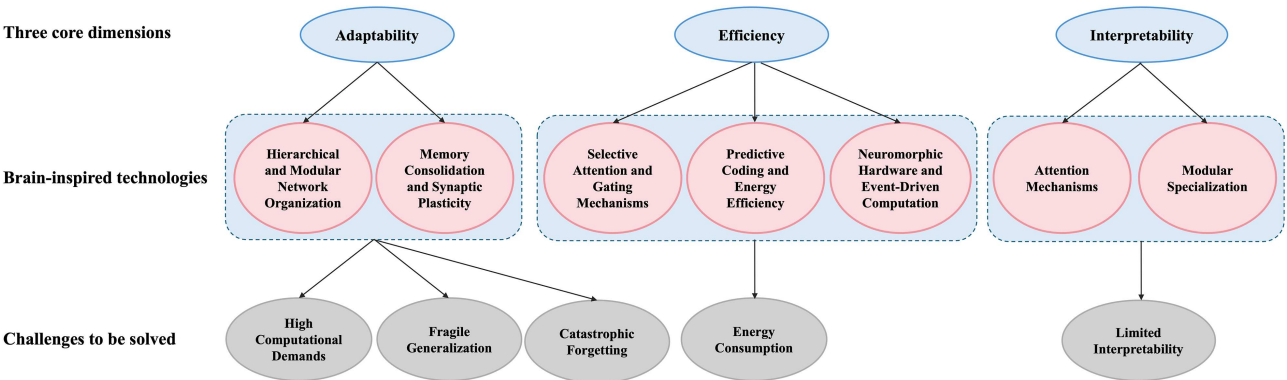 Three core dimensions
Adaptability
Efficiency
Interpretability
Brain-inspired technologies
Hierarchical
and Modular
Network
Organization
Memory
Consolidation
and Synaptic
Plasticity
Selective
Attention and
Gating
Mechanisms
Predictive
Coding and
Energy
Efficiency
Neuromorphic
Hardware and
Event-Driven
Computation
Attention
Mechanisms
Modular
Specialization
Challenges to be solved
High
Computational
Demands
Fragile
Generalization
Catastrophic
Forgetting
Energy
Consumption
Limited
Interpretability